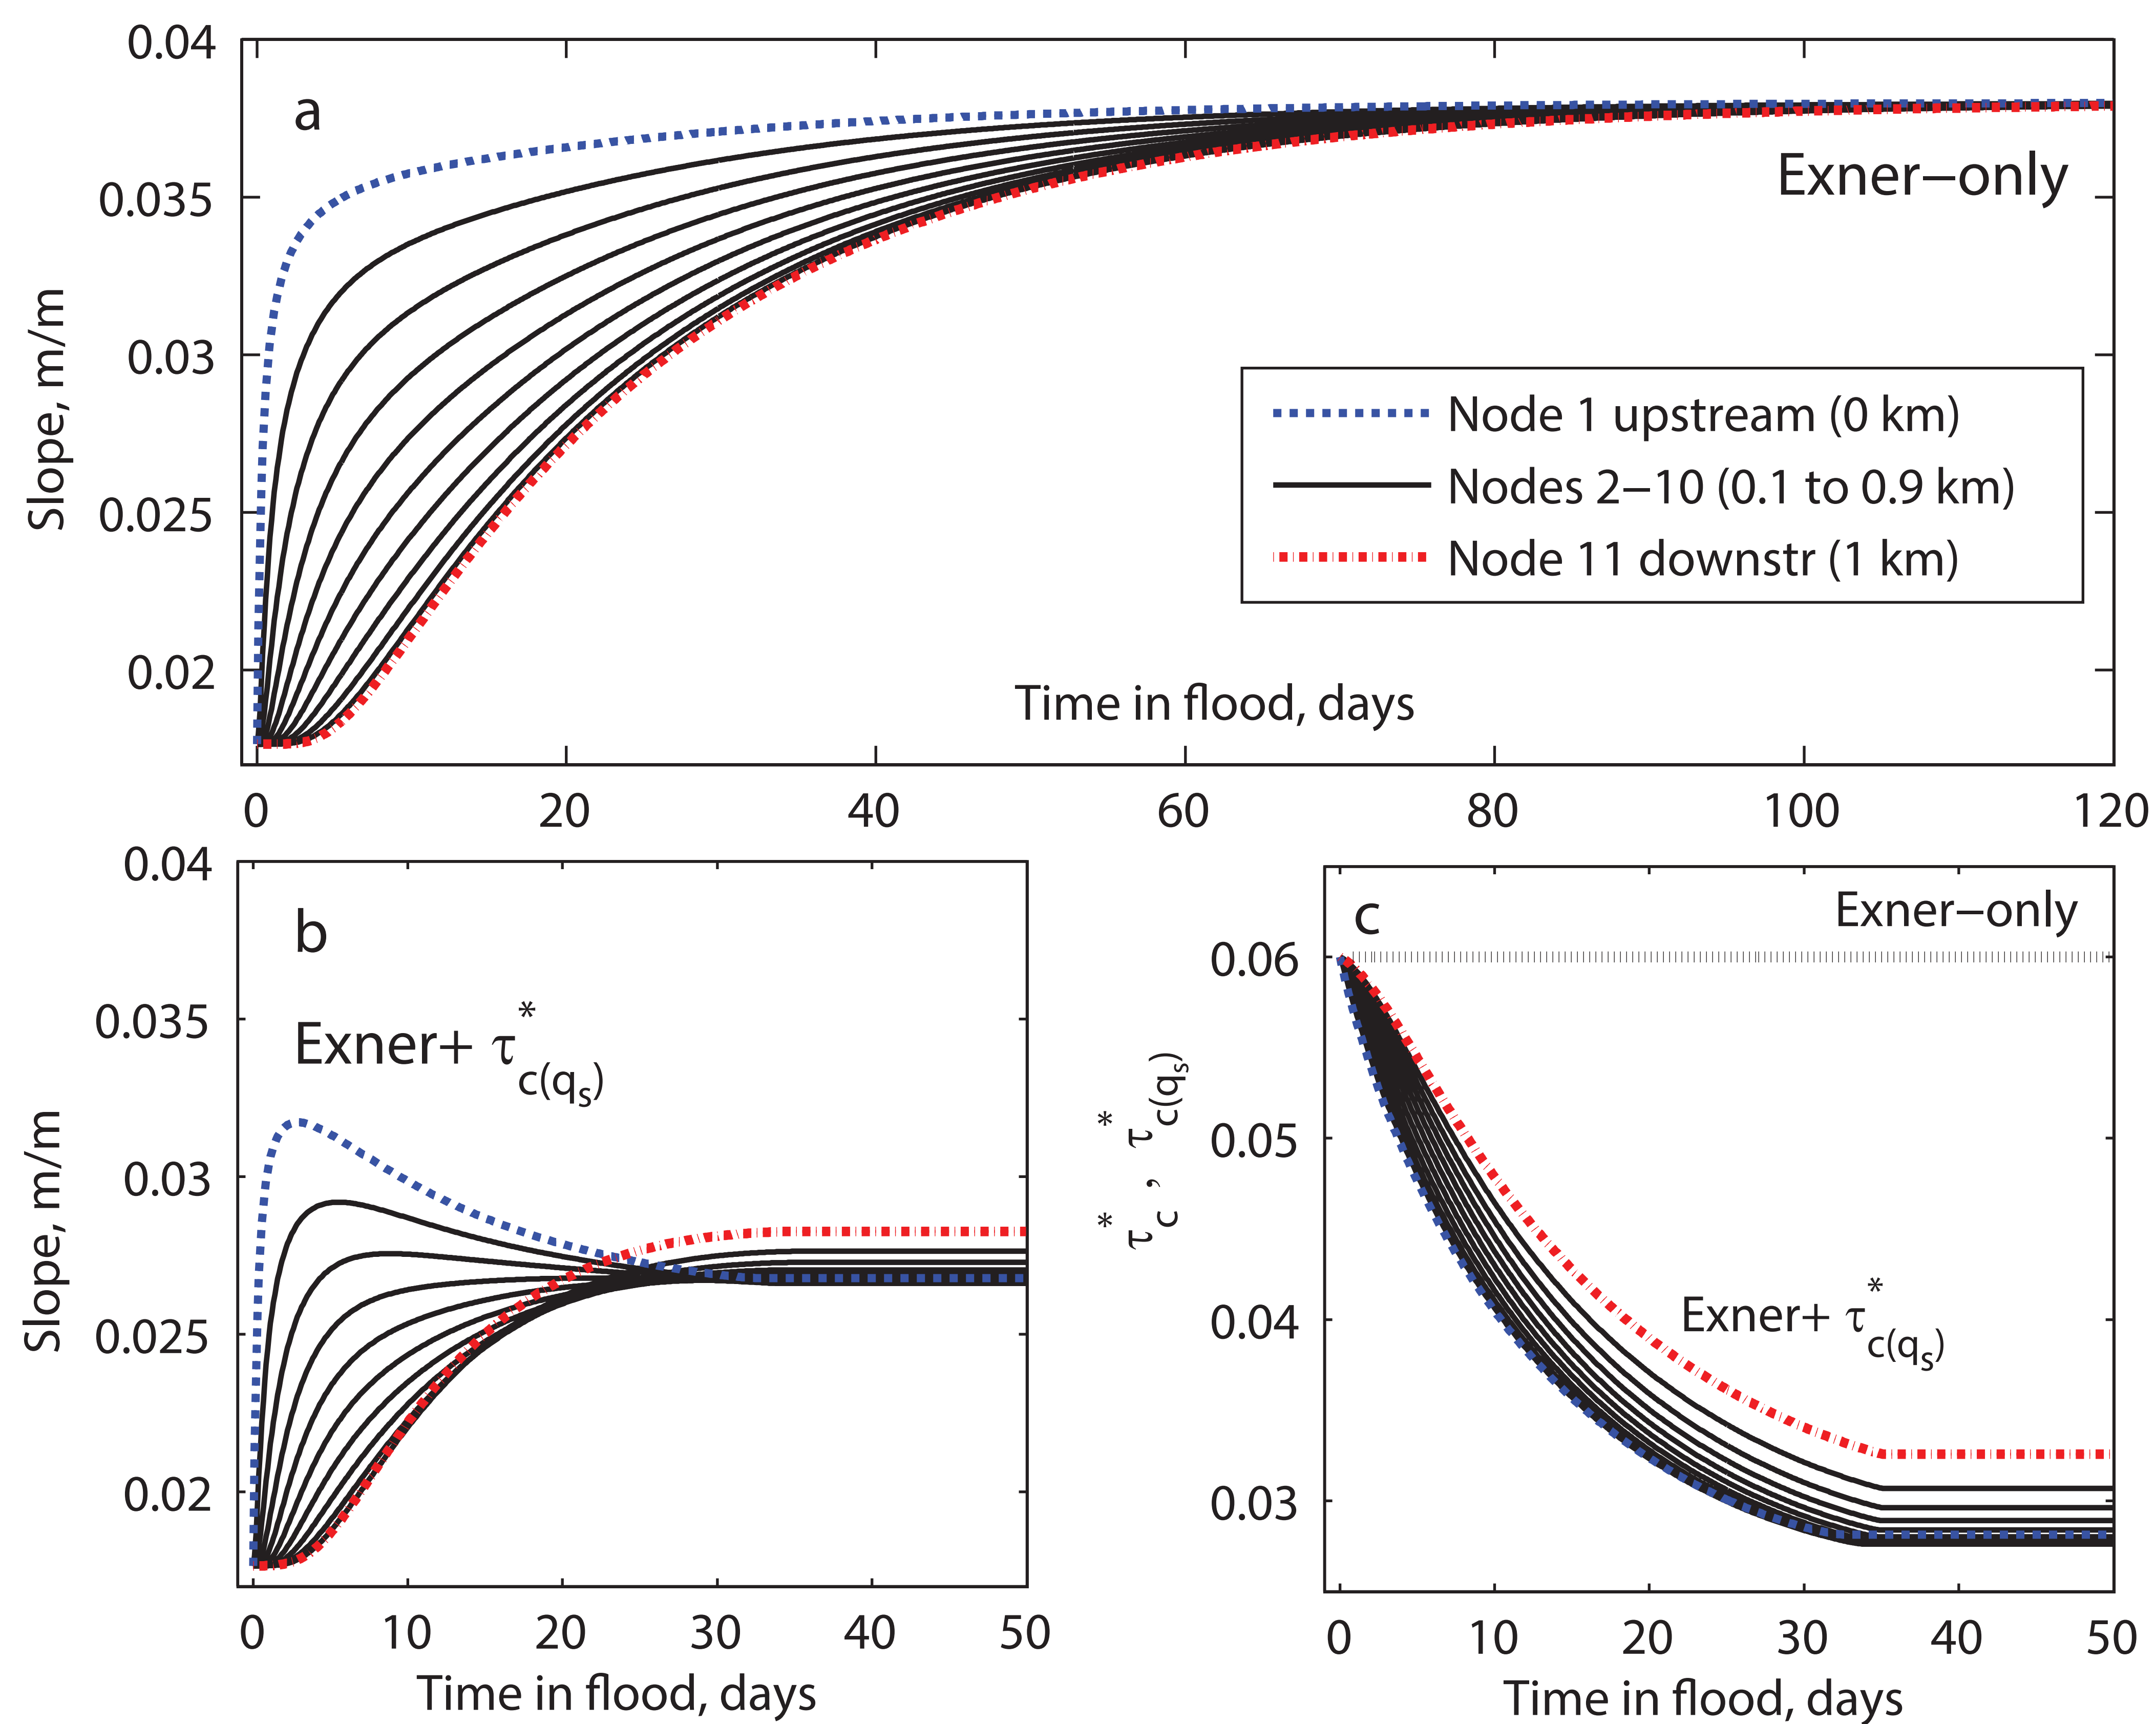 a
Exner−only
0.04
0.035
0.03
0.025
0.02
Slope, m/m
Node 1 upstream (0 km)
Nodes 2−10 (0.1 to 0.9 km)
Node 11 downstr (1 km)
Time in flood, days
0 20 40 60 80 100 120
b
Exner+ τ*c(qs)
0.04
0.035
0.03
0.025
0.02
Slope, m/m
0 10 20 30 40 50
Time in flood, days
c
Exner−only
0.06
0.05
0.04
0.03
τ*c , τ*c(qs)
Exner+ τ*c(qs)
0 10 20 30 40 50
Time in flood, days